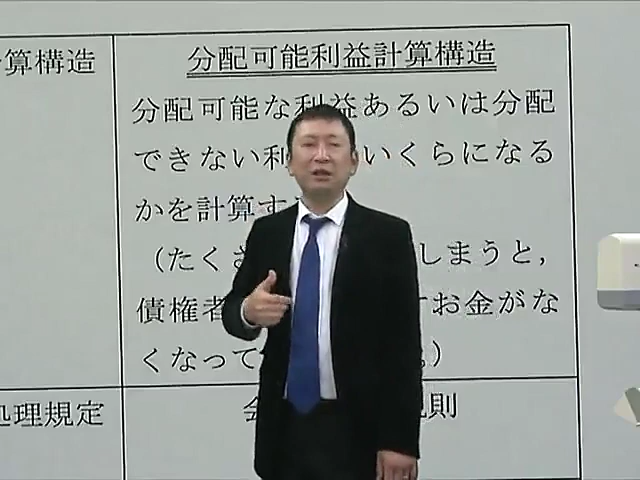 算構造
分配可能利益計算構造
分配可能な利益あるいは分配
できない利 いくらになる
かを計算す
（たくさ しまうと，
債権者 すお金がな
くなって 。）
処理規定
会 規則